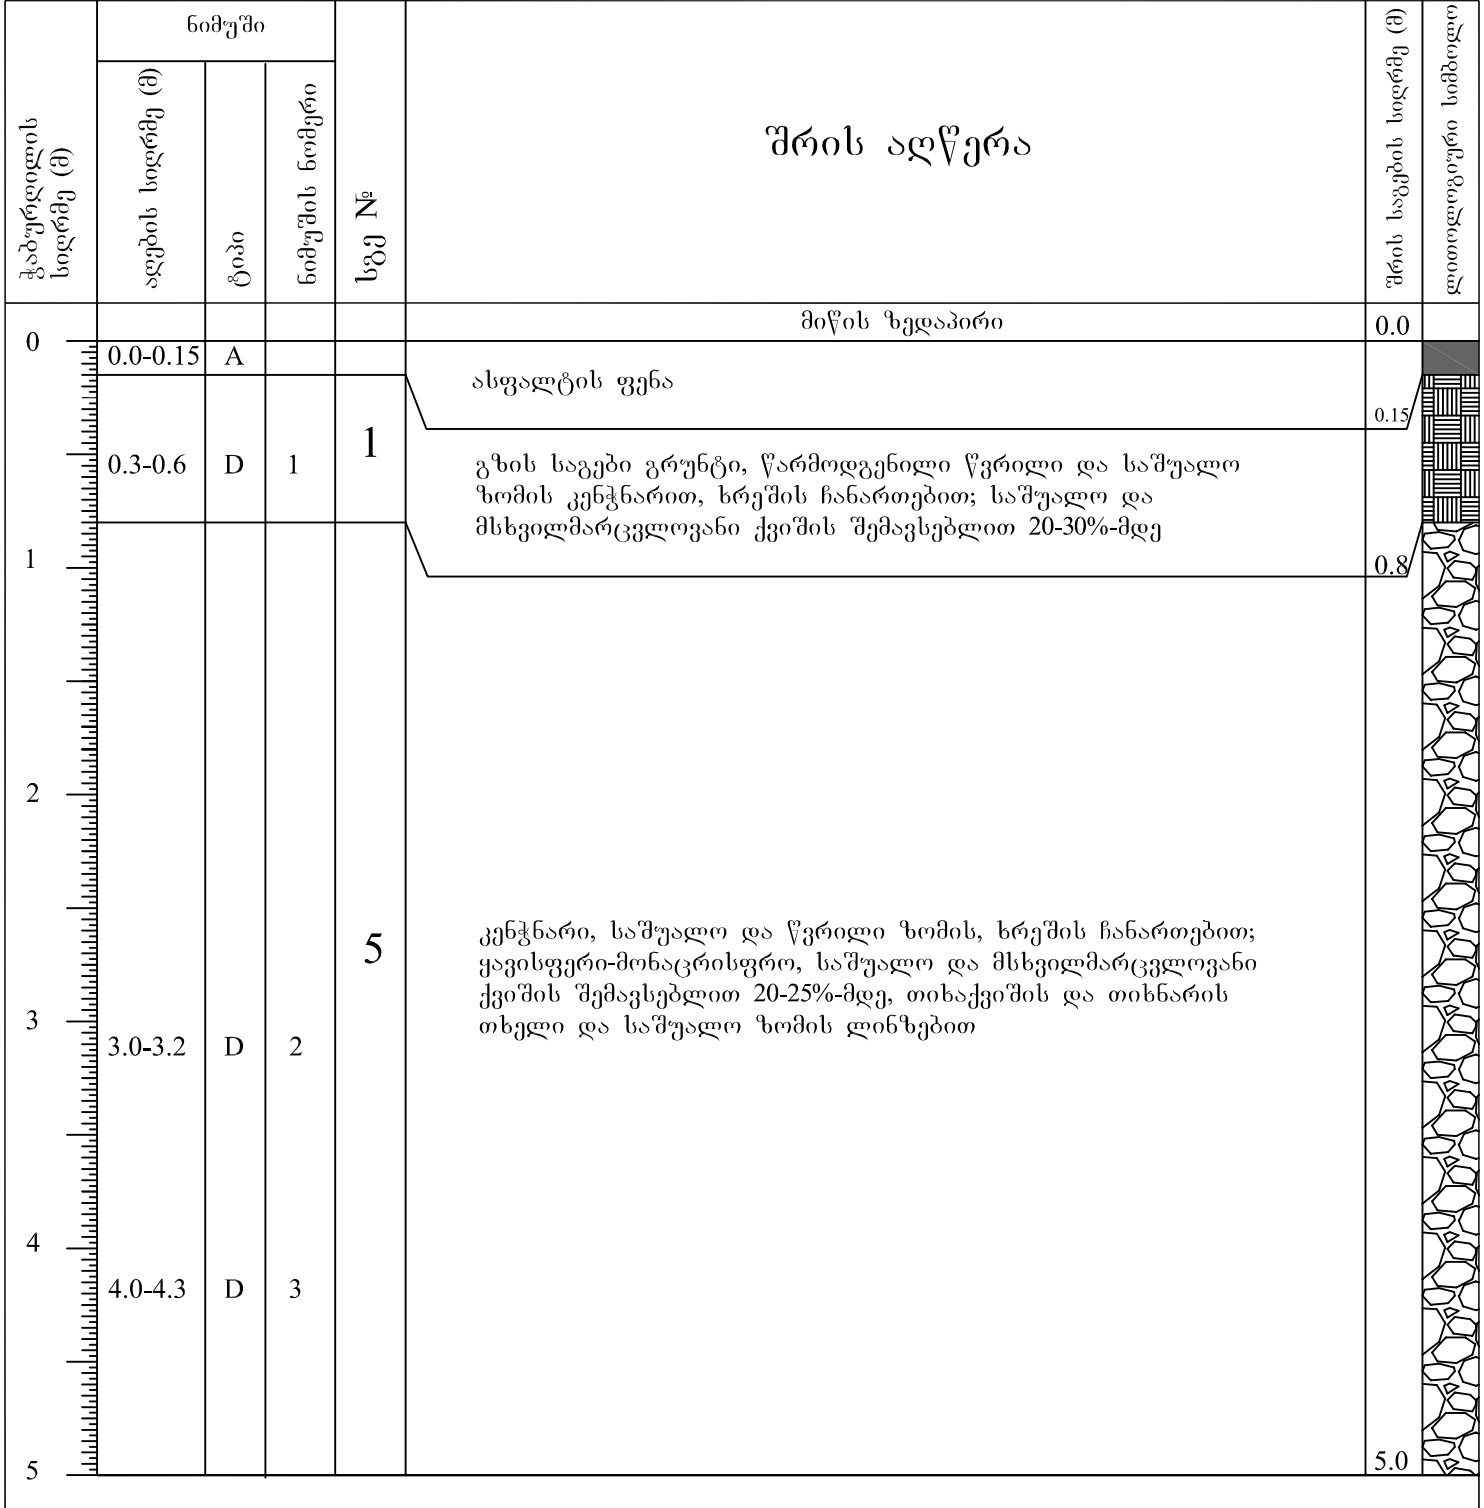 ჭაბურღილის
სიღრმე (მ)
ნიმუში
აღების სიღრმე (მ)
ტიპი
ნიმუშის ნომერი
სგე №
შრის აღწერა
შრის საგების სიღრმე (მ)
ლითოლოგიური სიმბოლო
მიწის ზედაპირი
0.0
0
0.0-0.15 A
ასფალტის ფენა
0.15
0.3-0.6 D 1
1
გზის საგები გრუნტი, წარმოდგენილი წვრილი და საშუალო
ზომის კენჭნარით, ხრეშის ჩანართებით; საშუალო და
მსხვილმარცვლოვანი ქვიშის შემავსებლით 20-30%-მდე
1
0.8
2
5
კენჭნარი, საშუალო და წვრილი ზომის, ხრეშის ჩანართებით;
ყავისფერი-მონაცრისფრო, საშუალო და მსხვილმარცვლოვანი
ქვიშის შემავსებლით 20-25%-მდე, თიხაქვიშის და თიხნარის
თხელი და საშუალო ზომის ლინზებით
3
3.0-3.2 D 2
4
4.0-4.3 D 3
5
5.0